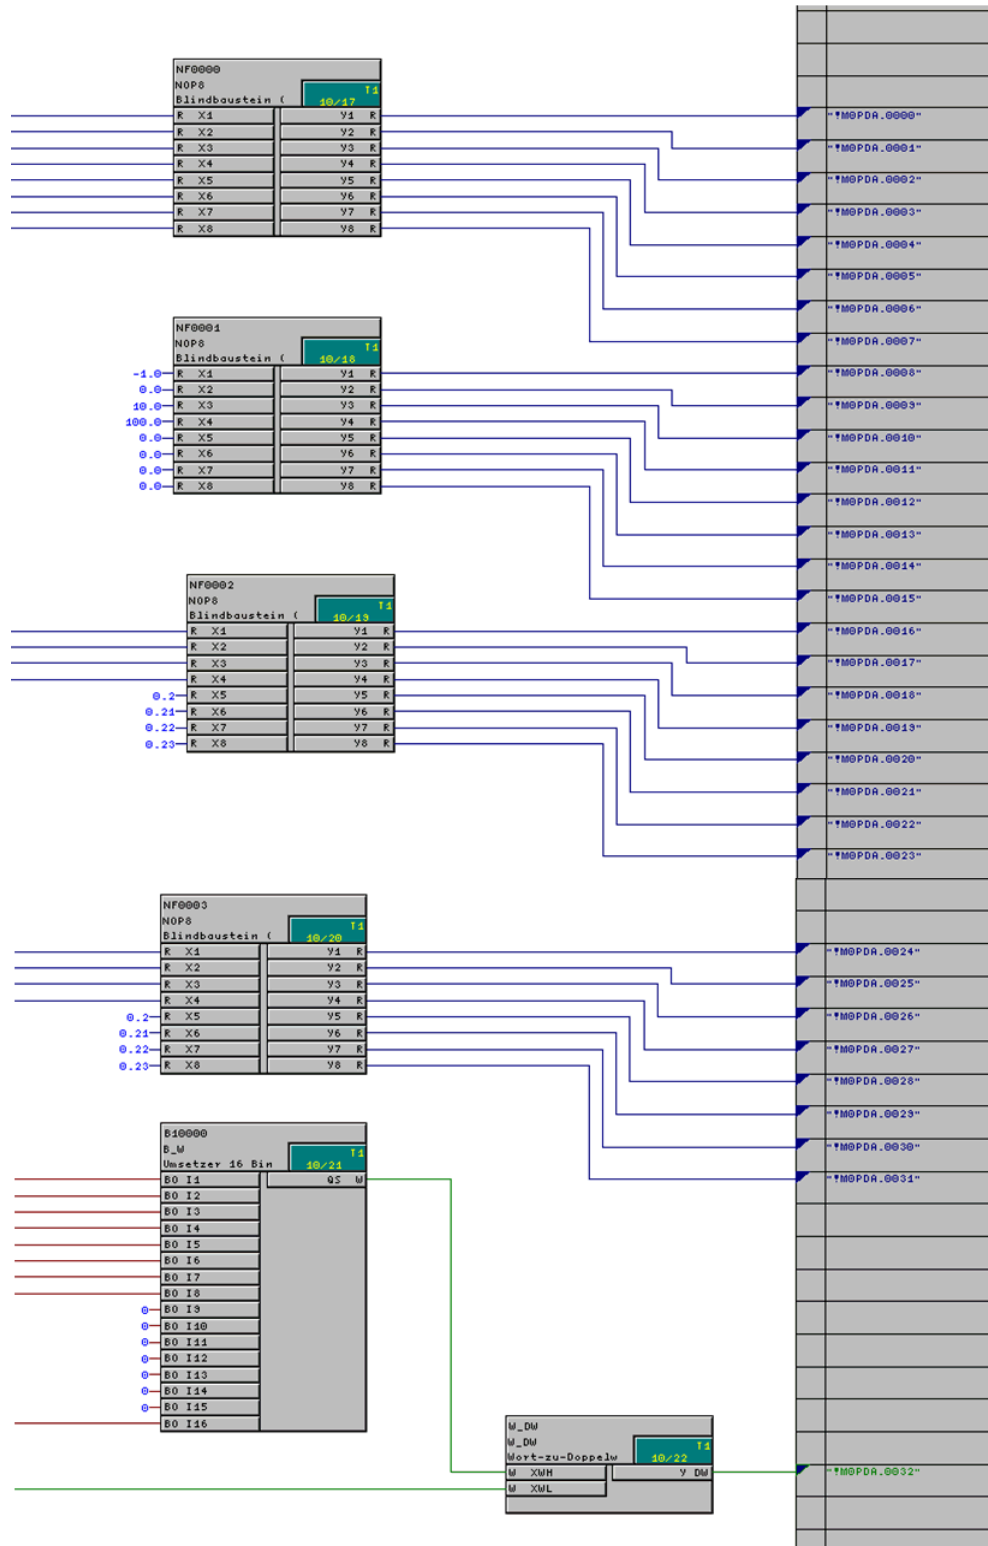 NF0000
NOP8 T1
Blindbaustein ( 10/17
R X1 Y1 R "!M0PDA.0000"
R X2 Y2 R "!M0PDA.0001"
R X3 Y3 R "!M0PDA.0002"
R X4 Y4 R "!M0PDA.0003"
R X5 Y5 R "!M0PDA.0004"
R X6 Y6 R "!M0PDA.0005"
R X7 Y7 R "!M0PDA.0006"
R X8 Y8 R "!M0PDA.0007"
NF0001
NOP8 T1
Blindbaustein ( 10/18
-1.0 R X1 Y1 R "!M0PDA.0008"
0.0 R X2 Y2 R "!M0PDA.0009"
10.0 R X3 Y3 R "!M0PDA.0010"
100.0 R X4 Y4 R "!M0PDA.0011"
0.0 R X5 Y5 R "!M0PDA.0012"
0.0 R X6 Y6 R "!M0PDA.0013"
0.0 R X7 Y7 R "!M0PDA.0014"
0.0 R X8 Y8 R "!M0PDA.0015"
NF0002
NOP8 T1
Blindbaustein ( 10/19
R X1 Y1 R "!M0PDA.0016"
R X2 Y2 R "!M0PDA.0017"
R X3 Y3 R "!M0PDA.0018"
R X4 Y4 R "!M0PDA.0019"
0.2 R X5 Y5 R "!M0PDA.0020"
0.21 R X6 Y6 R "!M0PDA.0021"
0.22 R X7 Y7 R "!M0PDA.0022"
0.23 R X8 Y8 R "!M0PDA.0023"
NF0003
NOP8 T1
Blindbaustein ( 10/20
R X1 Y1 R "!M0PDA.0024"
R X2 Y2 R "!M0PDA.0025"
R X3 Y3 R "!M0PDA.0026"
R X4 Y4 R "!M0PDA.0027"
0.2 R X5 Y5 R "!M0PDA.0028"
0.21 R X6 Y6 R "!M0PDA.0029"
0.22 R X7 Y7 R "!M0PDA.0030"
0.23 R X8 Y8 R "!M0PDA.0031"
B10000
B_W T1
Umsetzer 16 Bin 10/21
BO I1 QS W
BO I2
BO I3
BO I4
BO I5
BO I6
BO I7
BO I8
0 BO I9
0 BO I10
0 BO I11
0 BO I12
0 BO I13
0 BO I14
0 BO I15
BO I16
W_DW
W_DW T1
Wort-zu-Doppelw 10/22
W XWH Y DW "!M0PDA.0032"
W XWL